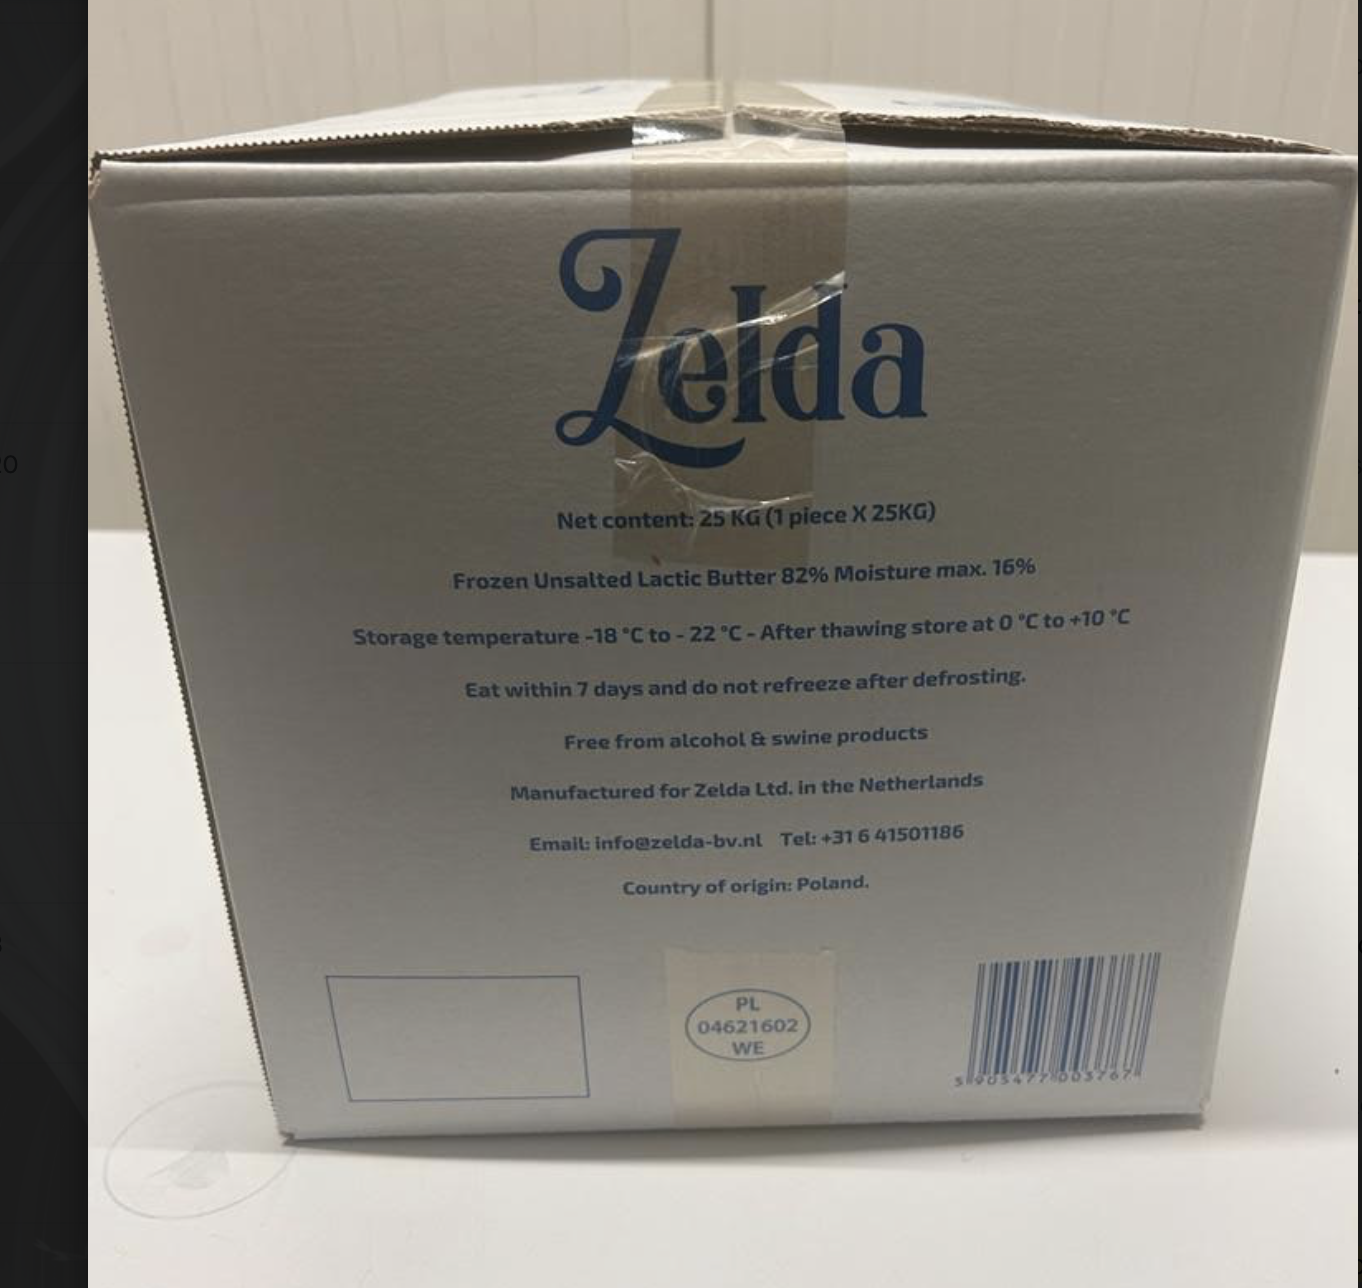 Zelda
Net content: 25 KG (1 piece X 25KG)
Frozen Unsalted Lactic Butter 82% Moisture max. 16%
Storage temperature -18 °C to - 22 °C - After thawing store at 0 °C to +10 °C
Eat within 7 days and do not refreeze after defrosting.
Free from alcohol & swine products
Manufactured for Zelda Ltd. in the Netherlands
Email: info@zelda-bv.nl Tel: +31 6 41501186
Country of origin: Poland.
PL
04621602
WE
5 905477 003767